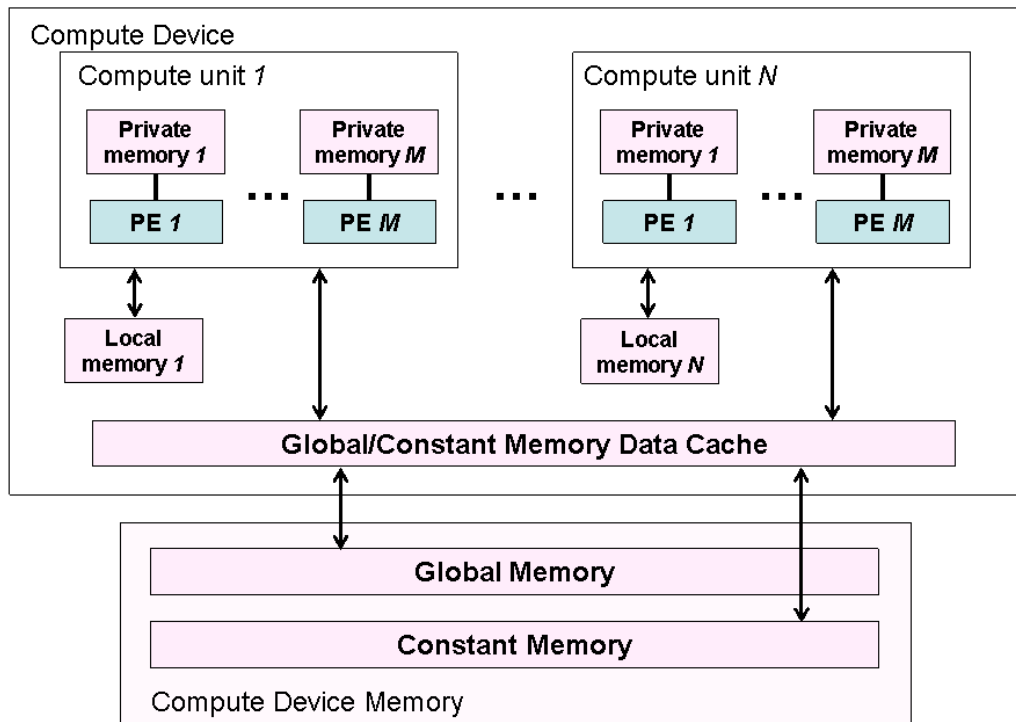 Compute Device
Compute unit 1
Compute unit N
Private
memory 1
Private
memory M
Private
memory 1
Private
memory M
...
...
...
PE 1
PE M
PE 1
PE M
Local
memory 1
Local
memory N
Global/Constant Memory Data Cache
Global Memory
Constant Memory
Compute Device Memory